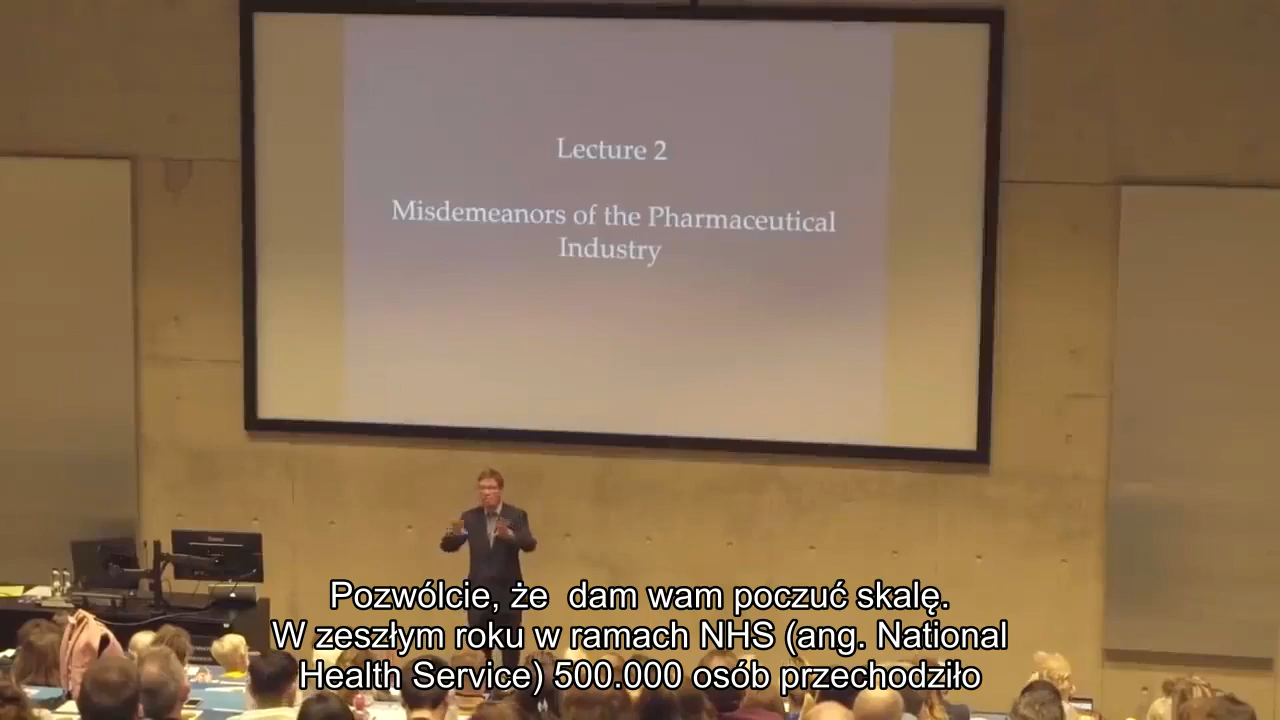 Lecture 2
Misdemeanors of the Pharmaceutical
Industry
Pozwólcie, że  dam wam poczuć skalę.
W zeszłym roku w ramach NHS (ang. National
Health Service) 500.000 osób przechodziło